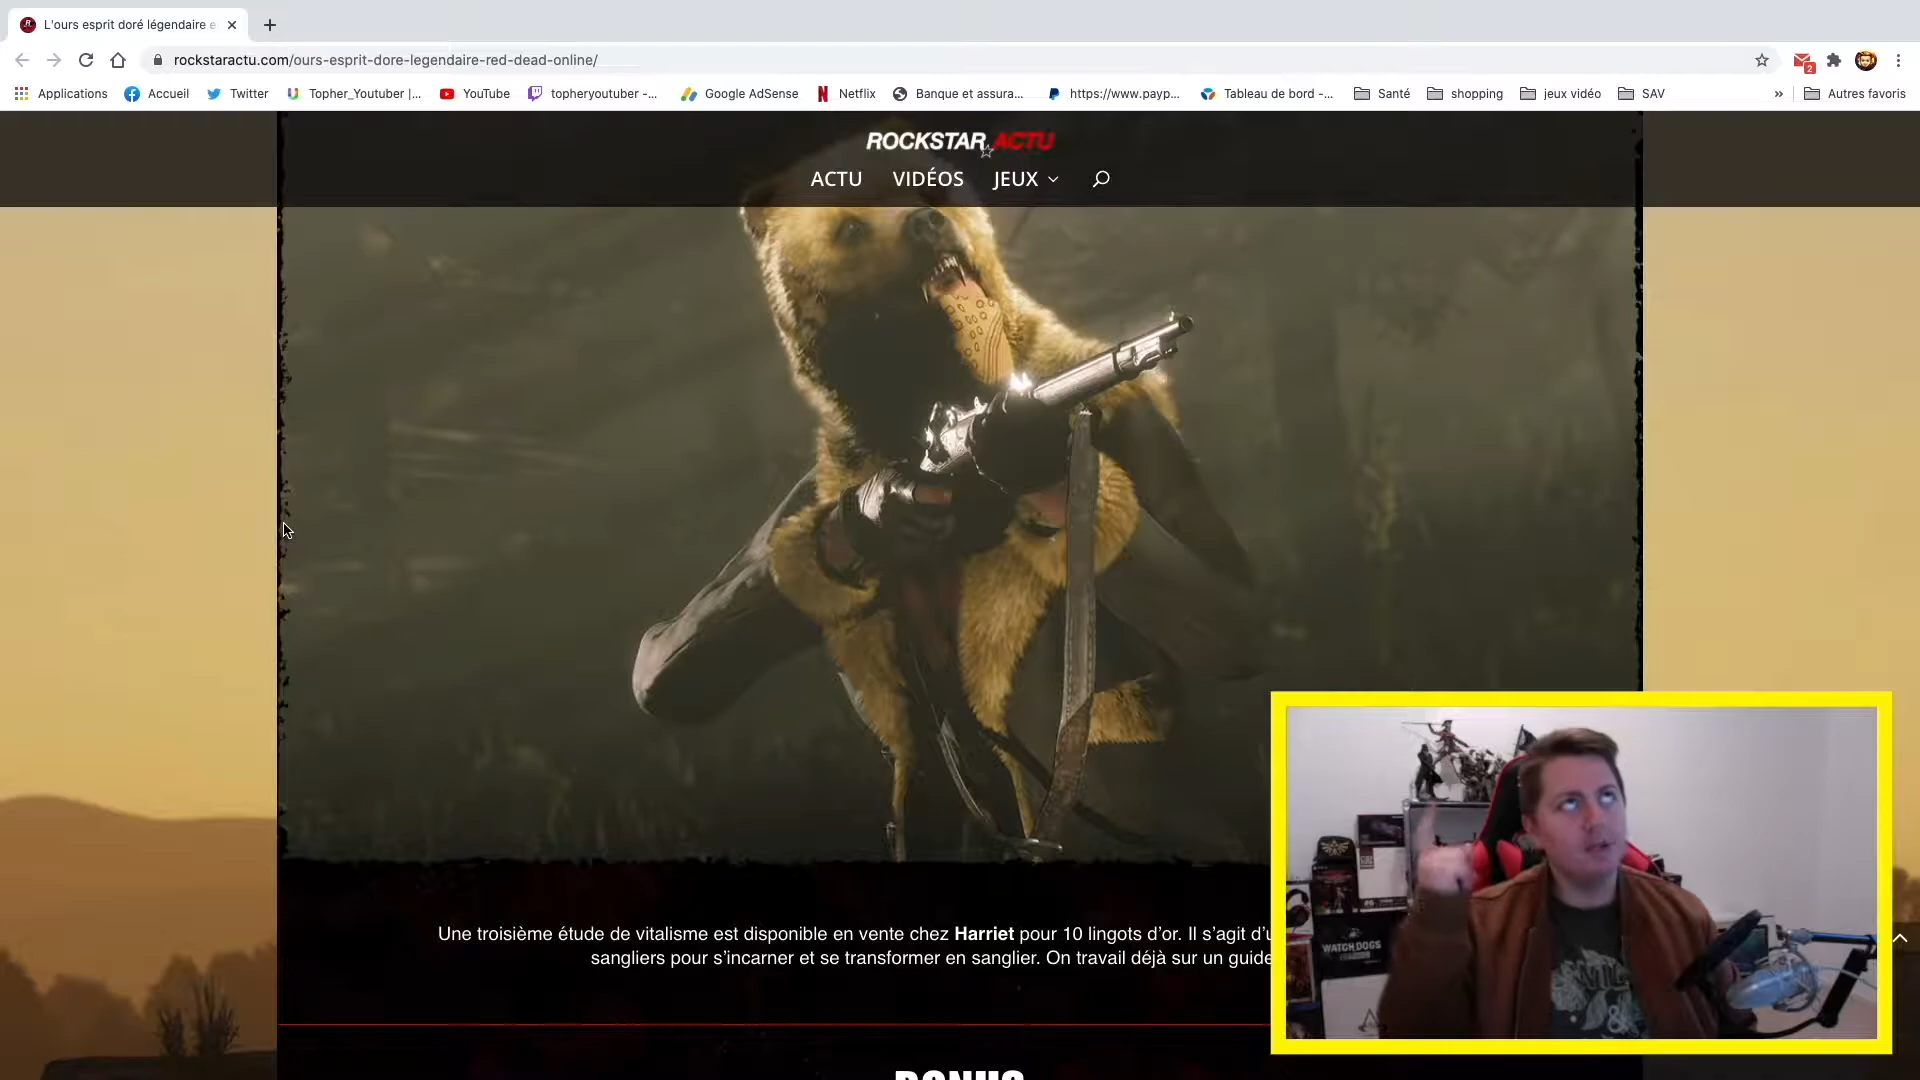 L'ours esprit doré légendaire e
rockstaractu.com/ours-esprit-dore-legendaire-red-dead-online/
2
Applications Accueil Twitter Topher_Youtuber |... YouTube topheryoutuber -... Google AdSense Netflix Banque et assura... https://www.payp... Tableau de bord -... Santé shopping jeux vidéo SAV » Autres favoris
ROCKSTAR ACTU
ACTU VIDÉOS JEUX
Une troisième étude de vitalisme est disponible en vente chez Harriet pour 10 lingots d'or. Il s'agit d'u
sangliers pour s'incarner et se transformer en sanglier. On travail déjà sur un guide
WATCH DOGS
BONUS